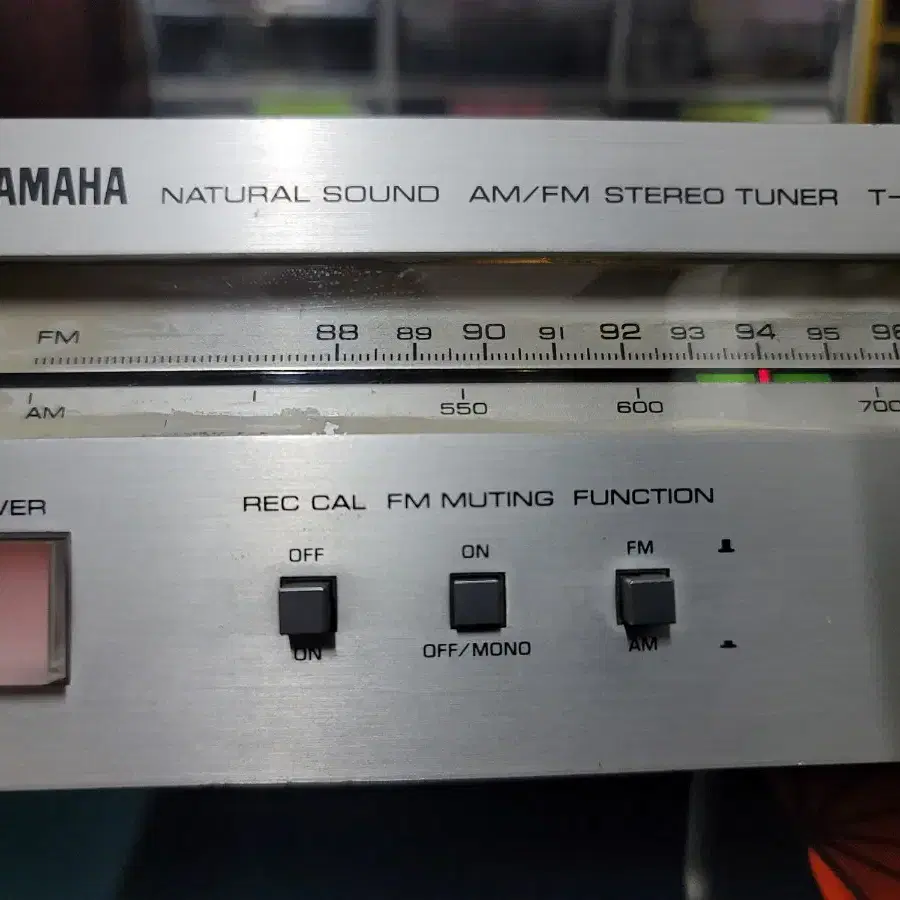 YAMAHA NATURAL SOUND AM/FM STEREO TUNER T-
FM 88 89 90 91 92 93 94 95 96
AM 550 600 700
VER REC CAL FM MUTING FUNCTION
OFF ON FM
ON OFF/MONO AM